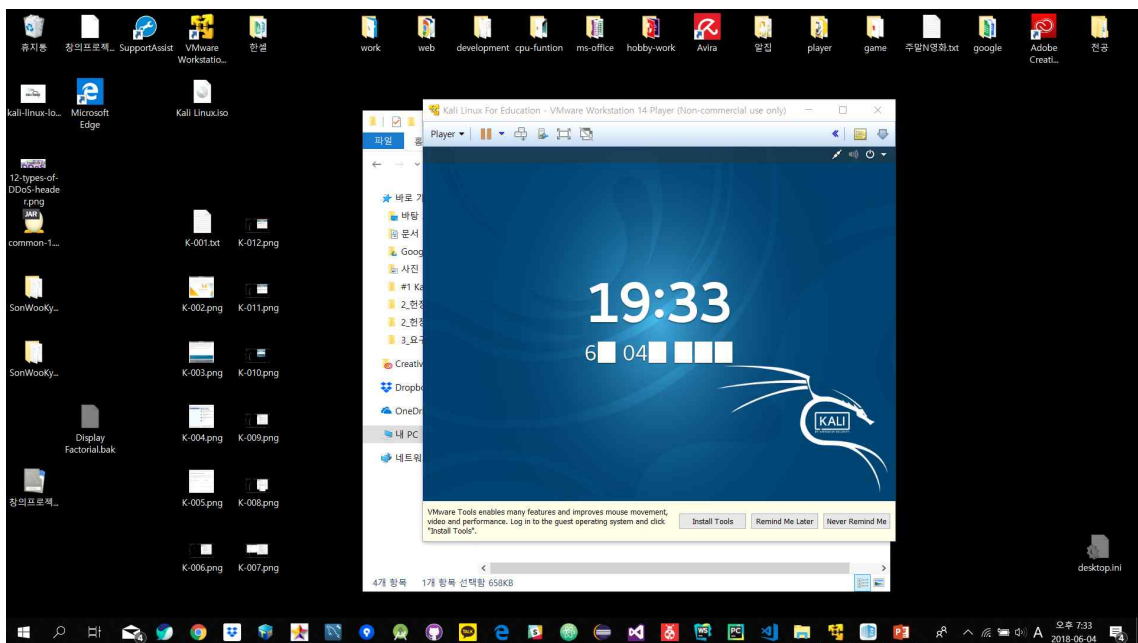 휴지통
창의프로젝...
SupportAssist
VMware
Workstatio...
한셀
work
web
development
cpu-funtion
ms-office
hobby-work
Avira
알집
player
game
주말N영화.txt
google
Adobe
Creati...
전공
kali-linux-lo...
Microsoft
Edge
Kali Linux.iso
12-types-of-
DDoS-heade
r.png
JAR
common-1....
K-001.txt
K-012.png
SonWooKy...
K-002.png
K-011.png
SonWooKy...
K-003.png
K-010.png
Display
Factorial.bak
K-004.png
K-009.png
창의프로젝...
K-005.png
K-008.png
K-006.png
K-007.png
desktop.ini
파일
홈
바로 가
바탕
문서
Goog
사진
#1 Ka
2_헌정
2_헌정
3_요구
Creativ
Dropbo
OneDr
내 PC
네트워
4개 항목 1개 항목 선택함 658KB
Kali Linux For Education - VMware Workstation 14 Player (Non-commercial use only)
Player
19:33
6 04
KALI
VMware Tools enables many features and improves mouse movement,
video and performance. Log in to the guest operating system and click
"Install Tools".
Install Tools
Remind Me Later
Never Remind Me
A
오후 7:33
2018-06-04